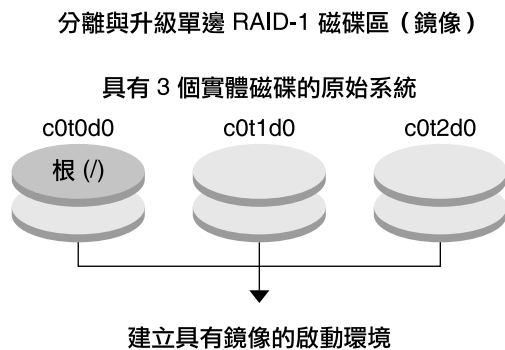 分離與升級單邊 RAID-1 磁碟區（鏡像）
具有 3 個實體磁碟的原始系統
c0t0d0 c0t1d0 c0t2d0
根 (/)
建立具有鏡像的啟動環境